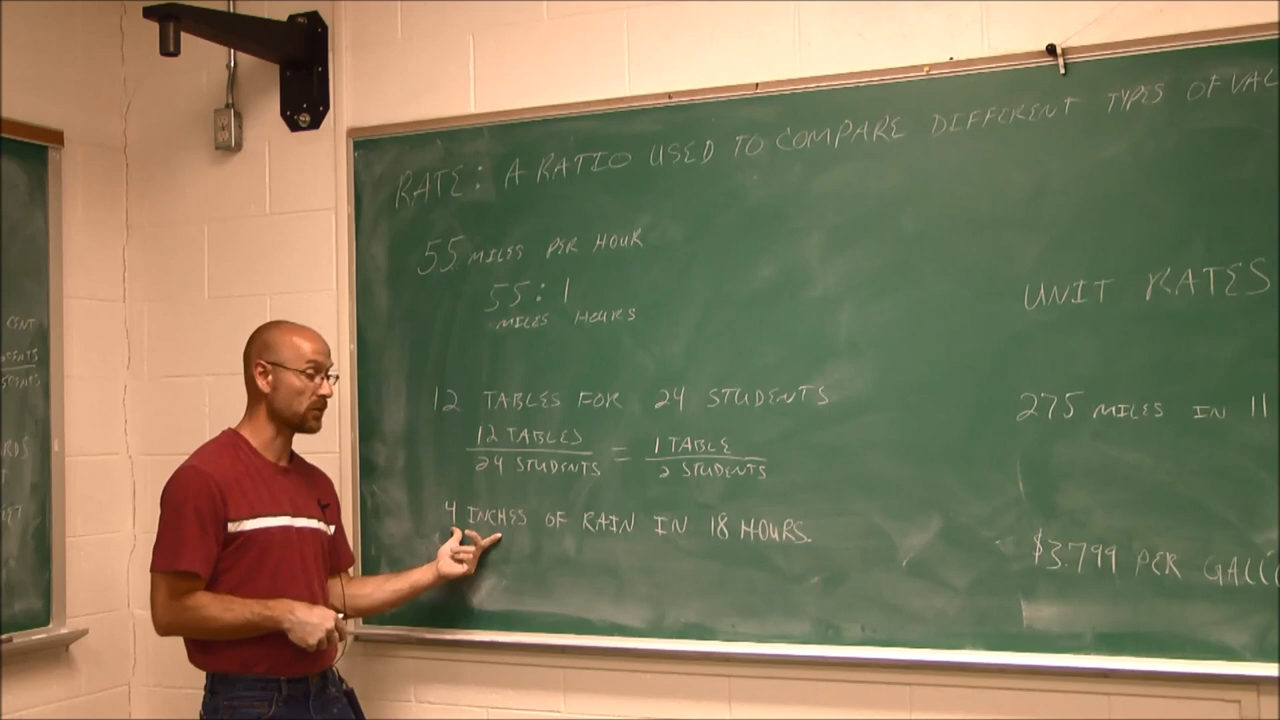 RATE: A RATIO USED TO COMPARE DIFFERENT TYPES OF VAL
55 MILES PER HOUR
55:1
MILES HOURS
12 TABLES FOR 24 STUDENTS
12 TABLES = 1 TABLE
24 STUDENTS 2 STUDENTS
4 INCHES OF RAIN IN 18 HOURS.
UNIT RATES
275 MILES IN 11
$3.799 PER GALLO